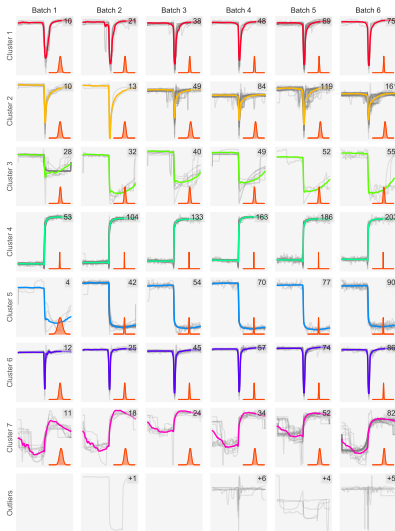 Batch 1 Batch 2 Batch 3 Batch 4 Batch 5 Batch 6
Cluster 1 16 21 38 48 69 75
Cluster 2 10 13 49 84 119 161
Cluster 3 28 32 40 49 52 55
Cluster 4 53 104 133 163 186 203
Cluster 5 4 42 54 70 77 90
Cluster 6 12 25 45 57 74 86
Cluster 7 11 18 24 34 52 82
Outliers +1 +6 +4 +5